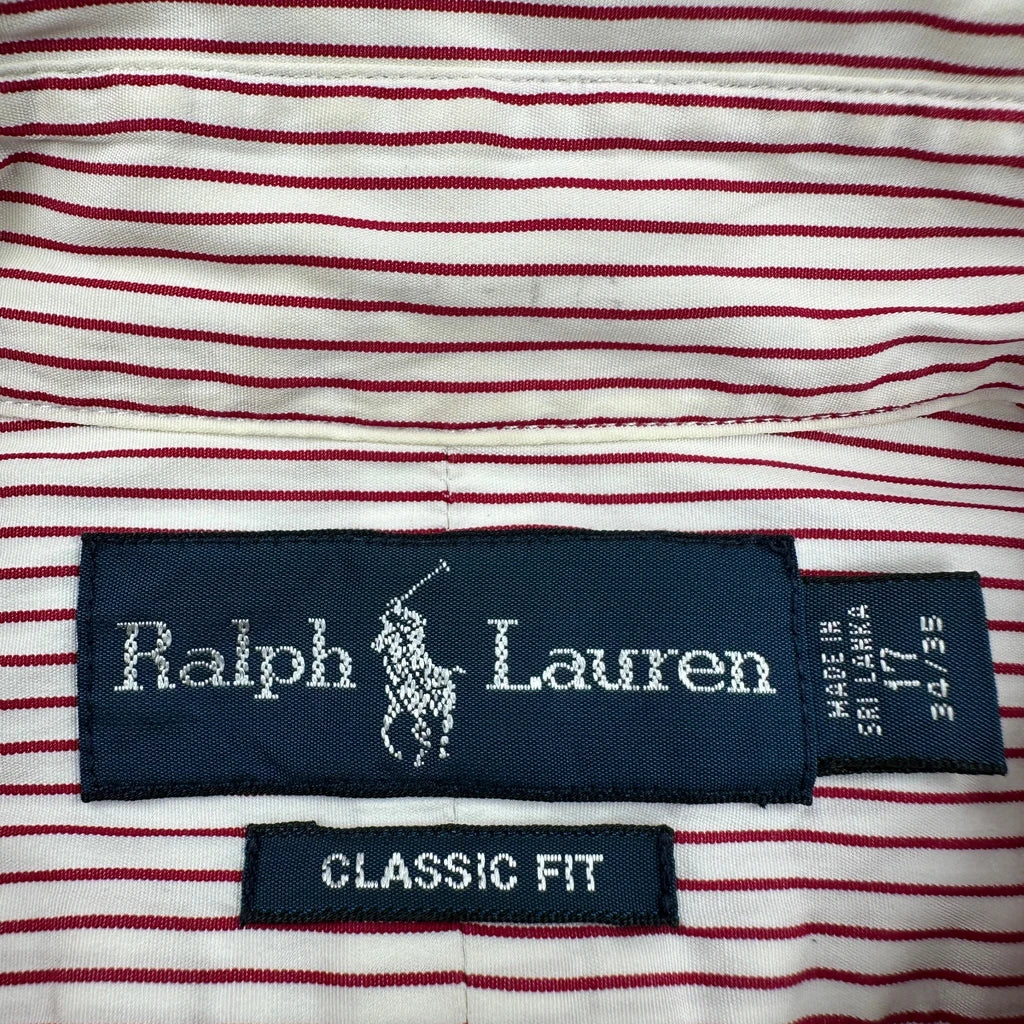 Ralph Lauren
MADE IN
SRI LANKA
17
34/35
CLASSIC FIT